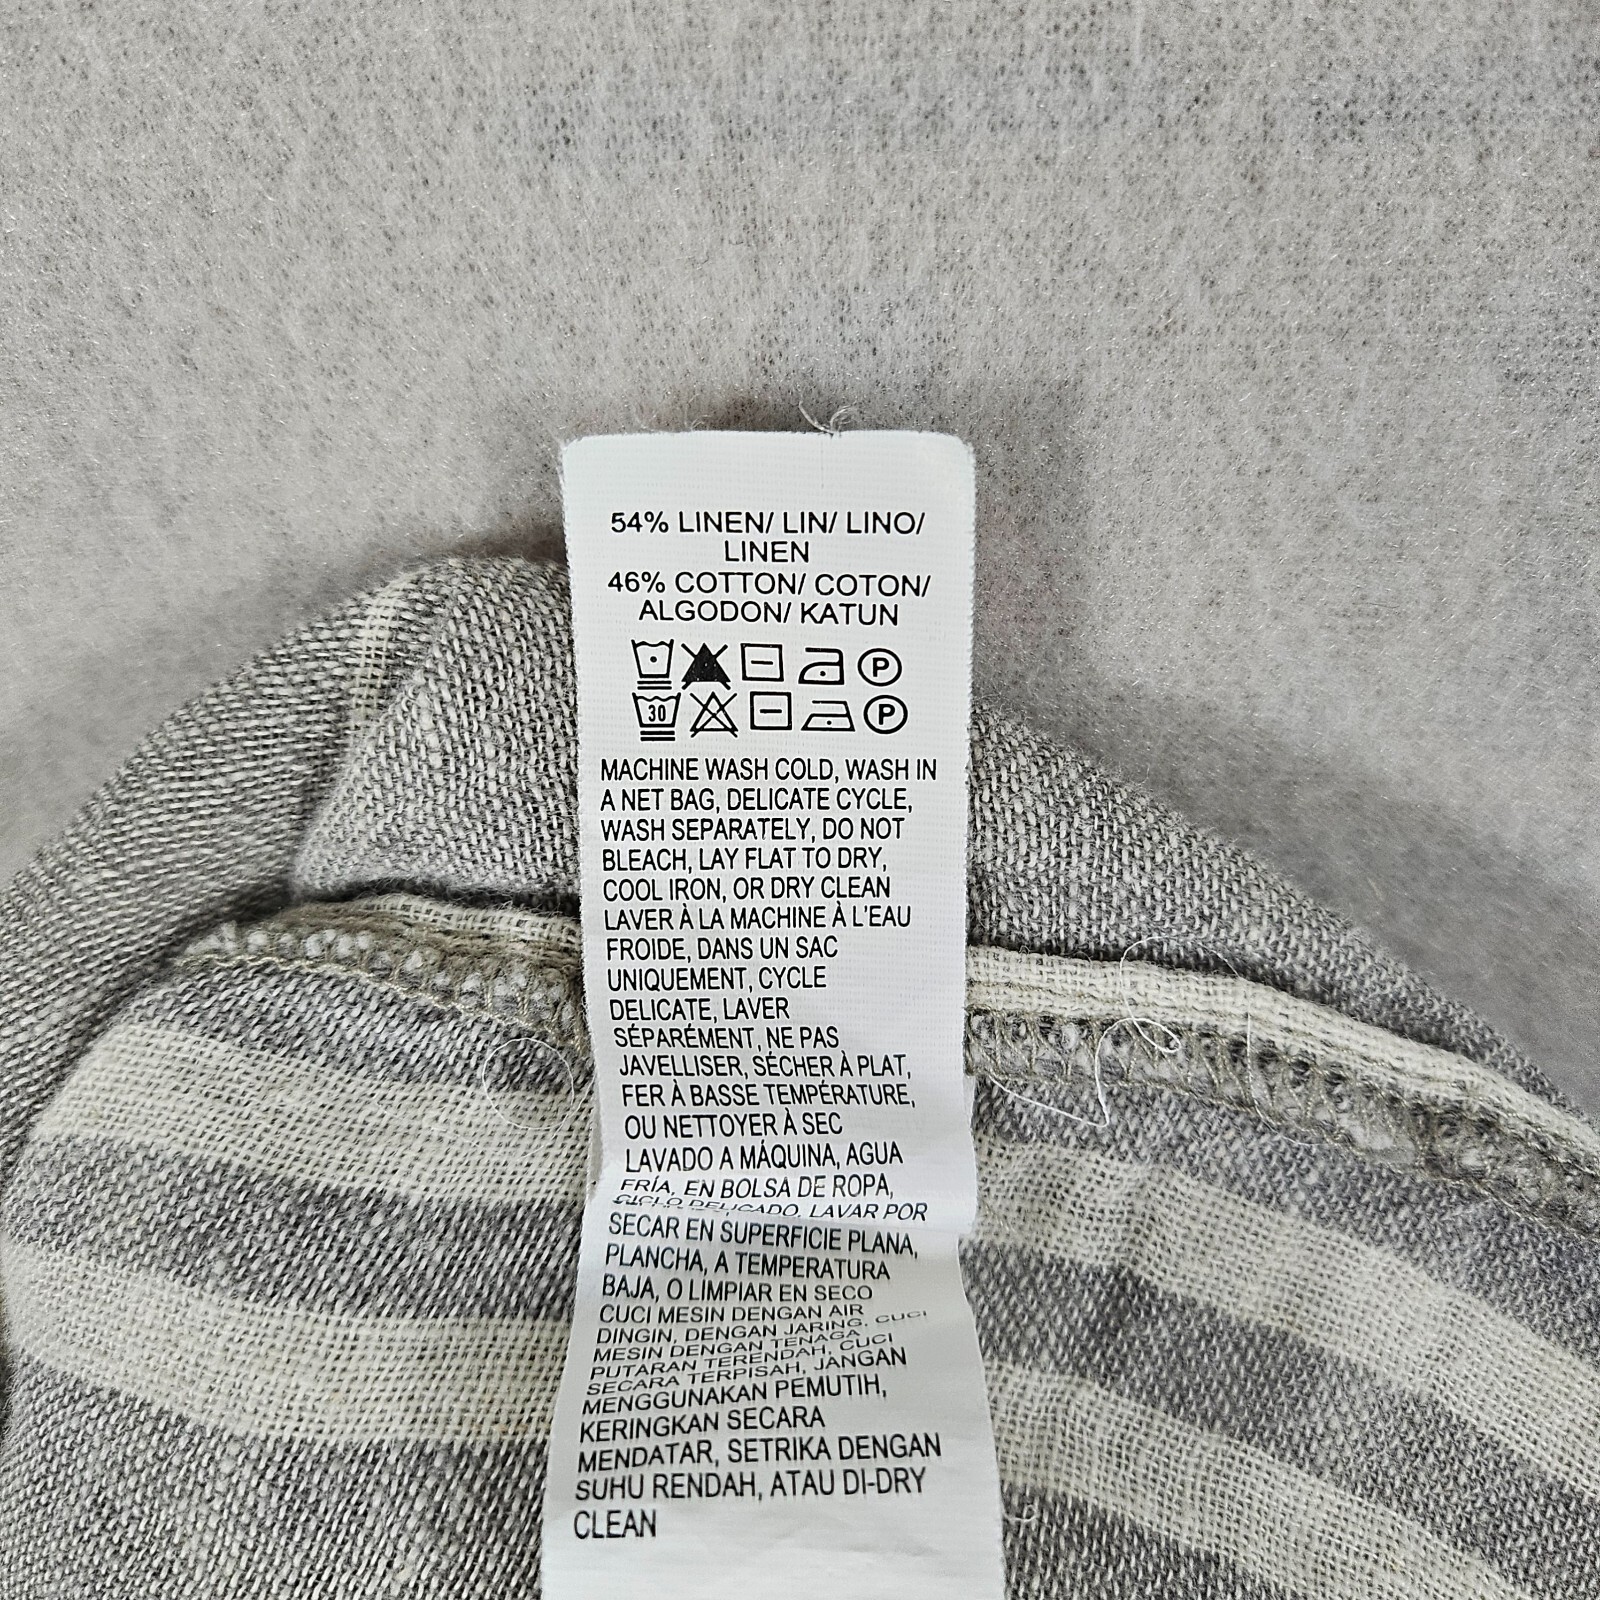 54% LINEN/ LIN/ LINO/
LINEN
46% COTTON/ COTON/
ALGODON/ KATUN
P
30 P
MACHINE WASH COLD, WASH IN
A NET BAG, DELICATE CYCLE,
WASH SEPARATELY, DO NOT
BLEACH, LAY FLAT TO DRY,
COOL IRON, OR DRY CLEAN
LAVER À LA MACHINE À L'EAU
FROIDE, DANS UN SAC
UNIQUEMENT, CYCLE
DELICATE, LAVER
SÉPARÉMENT, NE PAS
JAVELLISER, SÉCHER À PLAT,
FER À BASSE TEMPÉRATURE,
OU NETTOYER À SEC
LAVADO A MÁQUINA, AGUA
FRÍA, EN BOLSA DE ROPA,
CICLO DELICADO, LAVAR POR
SECAR EN SUPERFICIE PLANA,
PLANCHA, A TEMPERATURA
BAJA, O LIMPIAR EN SECO
CUCI MESIN DENGAN AIR
DINGIN, DENGAN JARING, CUCI
MESIN DENGAN TENAGA
PUTARAN TERENDAH, CUCI
SECARA TERPISAH, JANGAN
MENGGUNAKAN PEMUTIH,
KERINGKAN SECARA
MENDATAR, SETRIKA DENGAN
SUHU RENDAH, ATAU DI-DRY
CLEAN